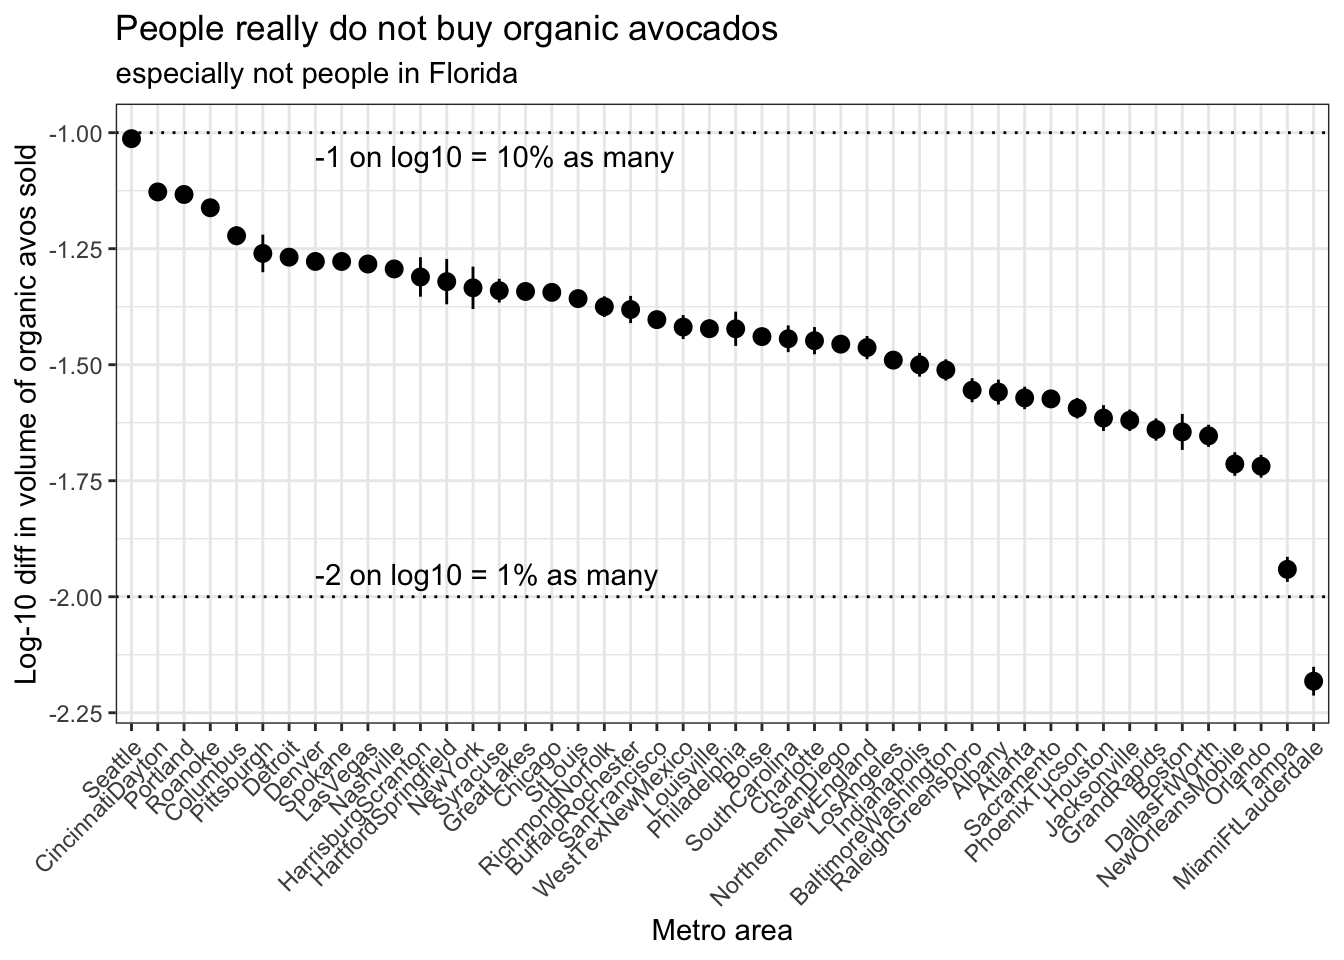 People really do not buy organic avocados
especially not people in Florida
Log-10 diff in volume of organic avos sold
-1.00
-1.25
-1.50
-1.75
-2.00
-2.25
-1 on log10 = 10% as many
-2 on log10 = 1% as many
Seattle
CincinnatiDayton
Portland
Roanoke
Columbus
Pittsburgh
Detroit
Denver
Spokane
LasVegas
Nashville
HarrisburgScranton
HartfordSpringfield
NewYork
Syracuse
GreatLakes
Chicago
StLouis
RichmondNorfolk
BuffaloRochester
SanFrancisco
WestTexNewMexico
Louisville
Philadelphia
Boise
SouthCarolina
Charlotte
SanDiego
NorthernNewEngland
LosAngeles
Indianapolis
BaltimoreWashington
RaleighGreensboro
Albany
Atlanta
Sacramento
PhoenixTucson
Houston
Jacksonville
GrandRapids
Boston
DallasFtWorth
NewOrleansMobile
Orlando
Tampa
MiamiFtLauderdale
Metro area